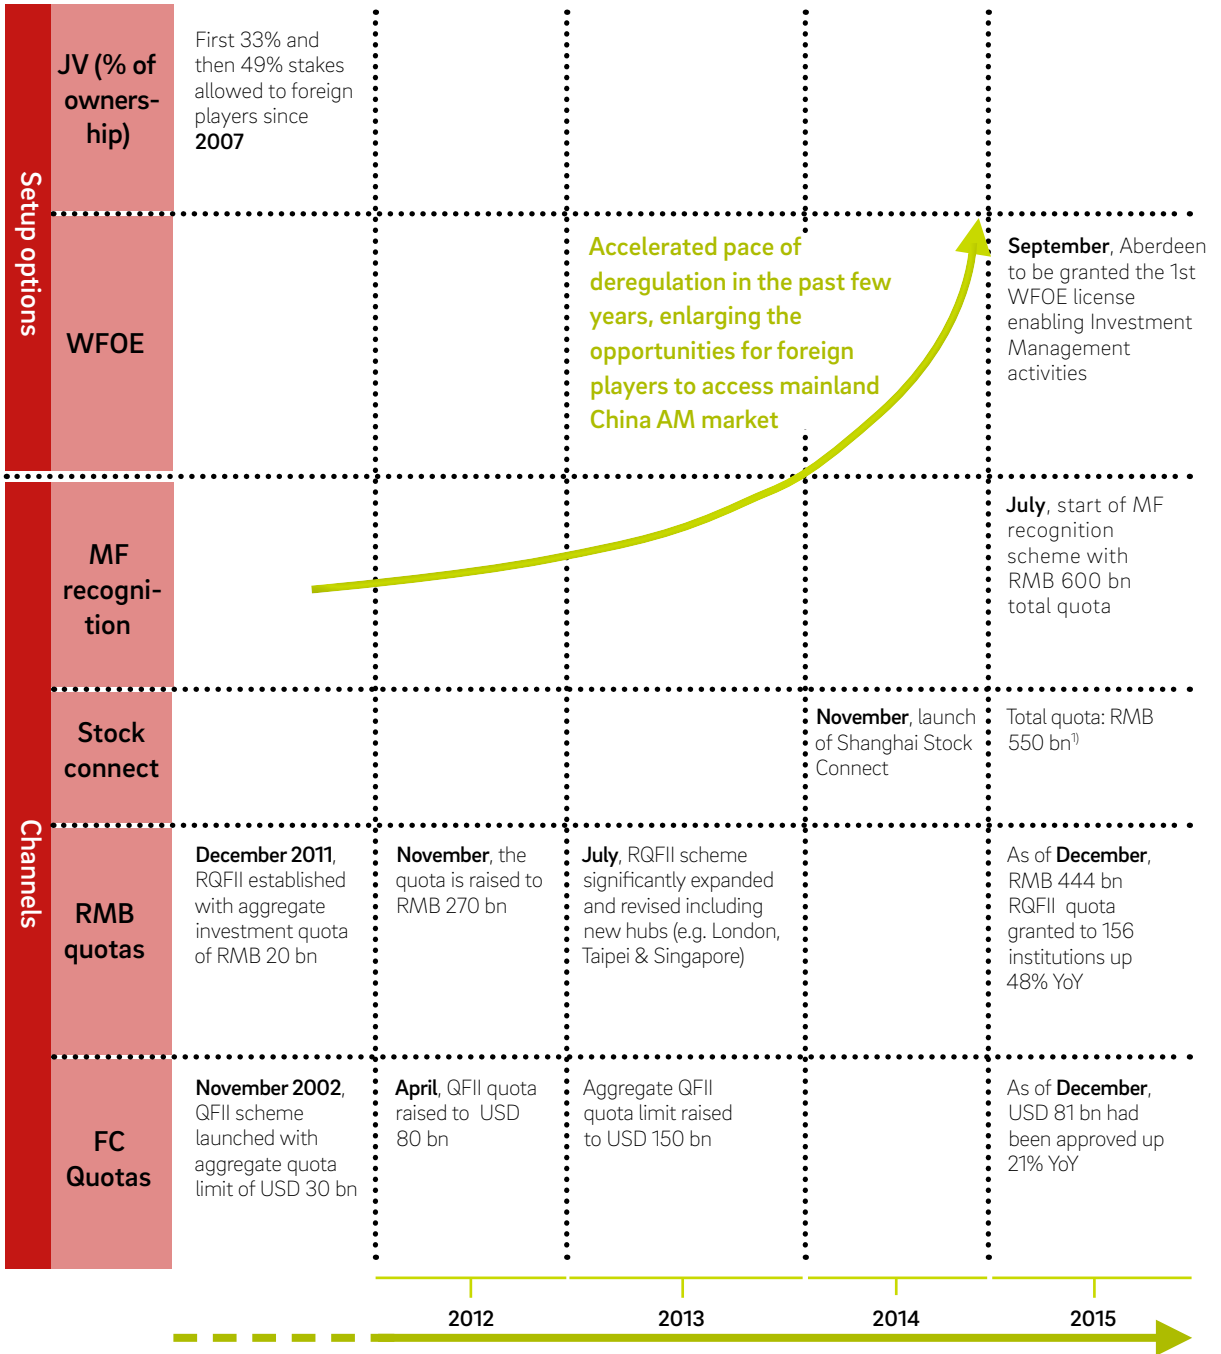 Setup options
JV (% of
owners-
hip)
First 33% and
then 49% stakes
allowed to foreign
players since
2007
WFOE
Accelerated pace of
deregulation in the past few
years, enlarging the
opportunities for foreign
players to access mainland
China AM market
September, Aberdeen
to be granted the 1st
WFOE license
enabling Investment
Management
activities
Channels
MF
recogni-
tion
July, start of MF
recognition
scheme with
RMB 600 bn
total quota
Stock
connect
November, launch
of Shanghai Stock
Connect
Total quota: RMB
550 bn1)
RMB
quotas
December 2011,
RQFII established
with aggregate
investment quota
of RMB 20 bn
November, the
quota is raised to
RMB 270 bn
July, RQFII scheme
significantly expanded
and revised including
new hubs (e.g. London,
Taipei & Singapore)
As of December,
RMB 444 bn
RQFII quota
granted to 156
institutions up
48% YoY
FC
Quotas
November 2002,
QFII scheme
launched with
aggregate quota
limit of USD 30 bn
April, QFII quota
raised to USD
80 bn
Aggregate QFII
quota limit raised
to USD 150 bn
As of December,
USD 81 bn had
been approved up
21% YoY
2012
2013
2014
2015